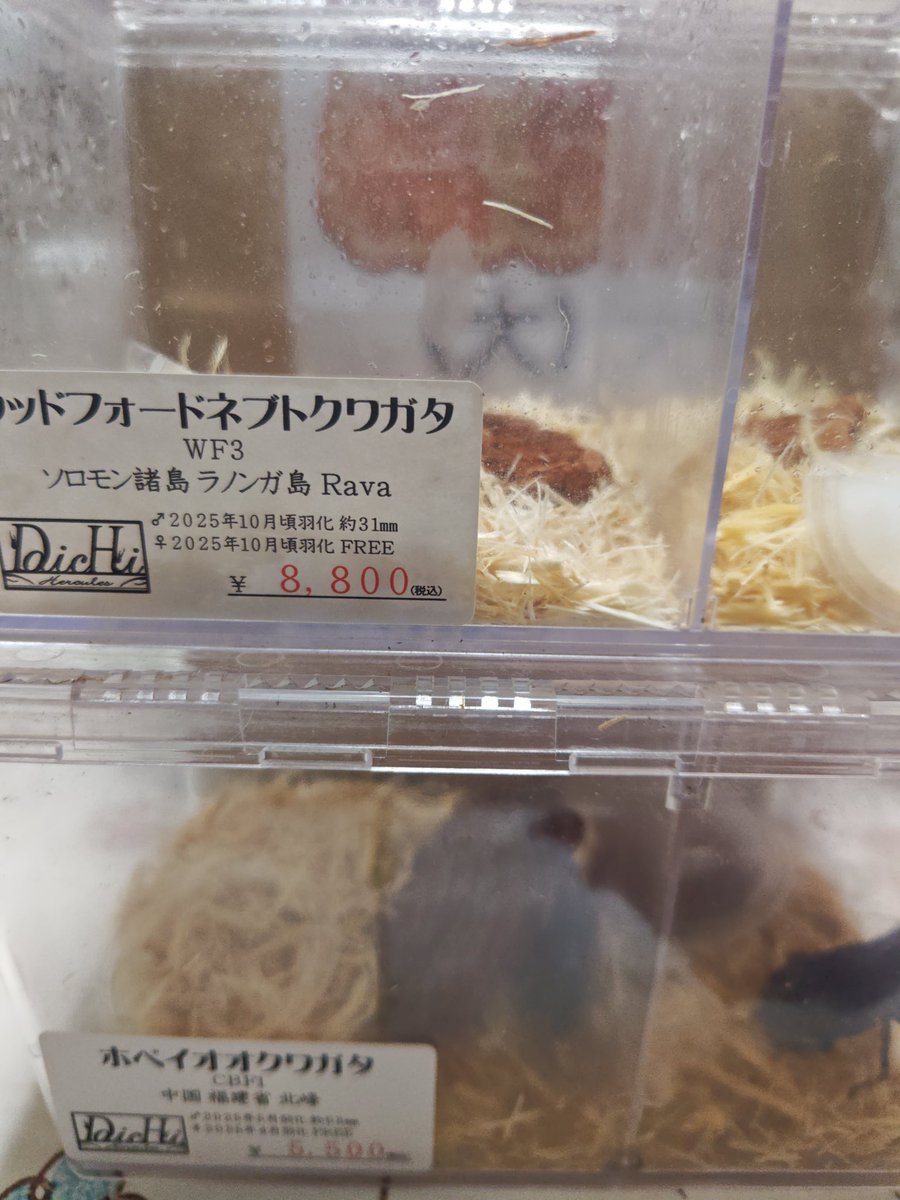 ウッドフォードネブトクワガタ
WF3
ソロモン諸島 ラノンガ島 Rava
DicHi
Hercules
♂2025年10月頃羽化 約31mm
♀2025年10月頃羽化 FREE
¥ 8,800(税込)
大
ホペイオオクワガタ
CBF1
中国 福建省 北峰
DicHi
FREE